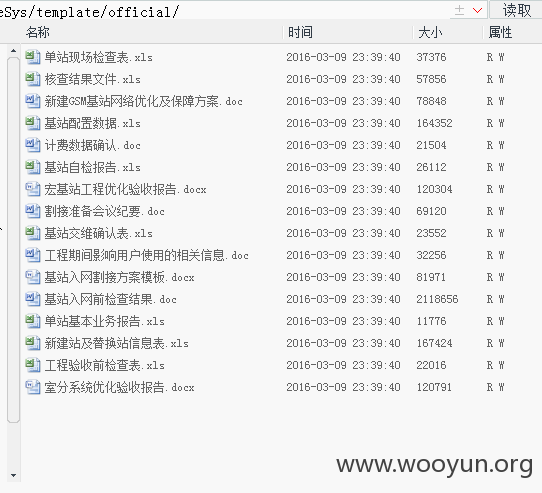 eSys/template/official/ 读取
名称 时间 大小 属性
单站现场检查表.xls 2016-03-09 23:39:40 37376 R W
核查结果文件.xls 2016-03-09 23:39:40 57856 R W
新建GSM基站网络优化及保障方案.doc 2016-03-09 23:39:40 78848 R W
基站配置数据.xls 2016-03-09 23:39:40 164352 R W
计费数据确认.doc 2016-03-09 23:39:40 21504 R W
基站自检报告.xls 2016-03-09 23:39:40 26112 R W
宏基站工程优化验收报告.docx 2016-03-09 23:39:40 120304 R W
割接准备会议纪要.doc 2016-03-09 23:39:40 69120 R W
基站交维确认表.xls 2016-03-09 23:39:40 23552 R W
工程期间影响用户使用的相关信息.doc 2016-03-09 23:39:40 32256 R W
基站入网割接方案模板.docx 2016-03-09 23:39:40 81971 R W
基站入网前检查结果.doc 2016-03-09 23:39:40 2118656 R W
单站基本业务报告.xls 2016-03-09 23:39:40 11776 R W
新建站及替换站信息表.xls 2016-03-09 23:39:40 167424 R W
工程验收前检查表.xls 2016-03-09 23:39:40 22016 R W
室分系统优化验收报告.docx 2016-03-09 23:39:40 120791 R W
www.wooyun.org